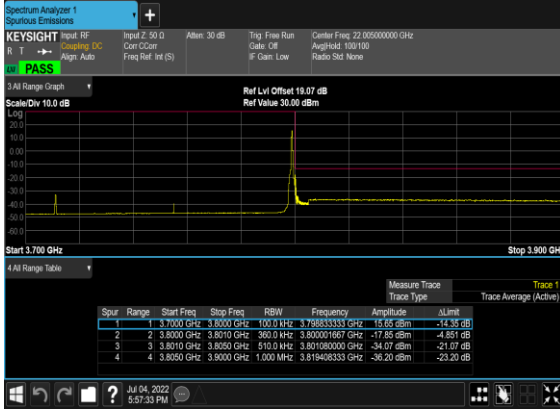 Spectrum Analyzer 1
Spurious Emissions
+
KEYSIGHT Input: RF Input Z: 50 Ω Atten: 30 dB Trig: Free Run Center Freq: 22.005000000 GHz
R T Coupling: DC Corr CCorr Gate: Off Avg|Hold: 100/100
Align: Auto Freq Ref: Int (S) IF Gain: Low Radio Std: None
PASS
3 All Range Graph
Ref Lvl Offset 19.07 dB
Scale/Div 10.0 dB Ref Value 30.00 dBm
Log
20.0
10.0
0.00
-10.0
-20.0
-30.0
-40.0
-50.0
-60.0
Start 3.700 GHz Stop 3.900 GH
4 All Range Table
Measure Trace Trace 1
Trace Type Trace Average (Active)
Spur Range Start Freq Stop Freq RBW Frequency Amplitude ΔLimit
1 1 3.7000 GHz 3.8000 GHz 100.0 kHz 3.798833333 GHz 15.65 dBm -14.35 dB
2 2 3.8000 GHz 3.8010 GHz 360.0 kHz 3.800001667 GHz -17.85 dBm -4.851 dB
3 3 3.8010 GHz 3.8050 GHz 510.0 kHz 3.801080000 GHz -34.07 dBm -21.07 dB
4 4 3.8050 GHz 3.9000 GHz 1.000 MHz 3.819408333 GHz -36.20 dBm -23.20 dB
? Jul 04, 2022
5:57:33 PM